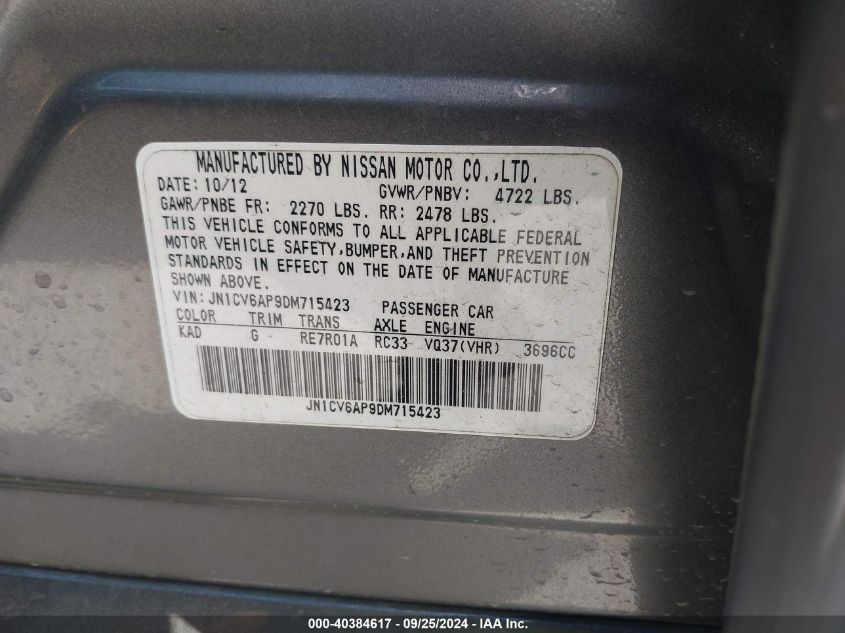 MANUFACTURED BY NISSAN MOTOR CO.,LTD.
DATE: 10/12 GVWR/PNBV: 4722 LBS.
GAWR/PNBE FR: 2270 LBS. RR: 2478 LBS.
THIS VEHICLE CONFORMS TO ALL APPLICABLE FEDERAL
MOTOR VEHICLE SAFETY,BUMPER,AND THEFT PREVENTION
STANDARDS IN EFFECT ON THE DATE OF MANUFACTURE
SHOWN ABOVE.
VIN: JN1CV6AP9DM715423 PASSENGER CAR
COLOR TRIM TRANS AXLE ENGINE
KAD G RE7R01A RC33 VQ37(VHR) 3696CC
JN1CV6AP9DM715423
000-40384617 - 09/25/2024 - IAA Inc.